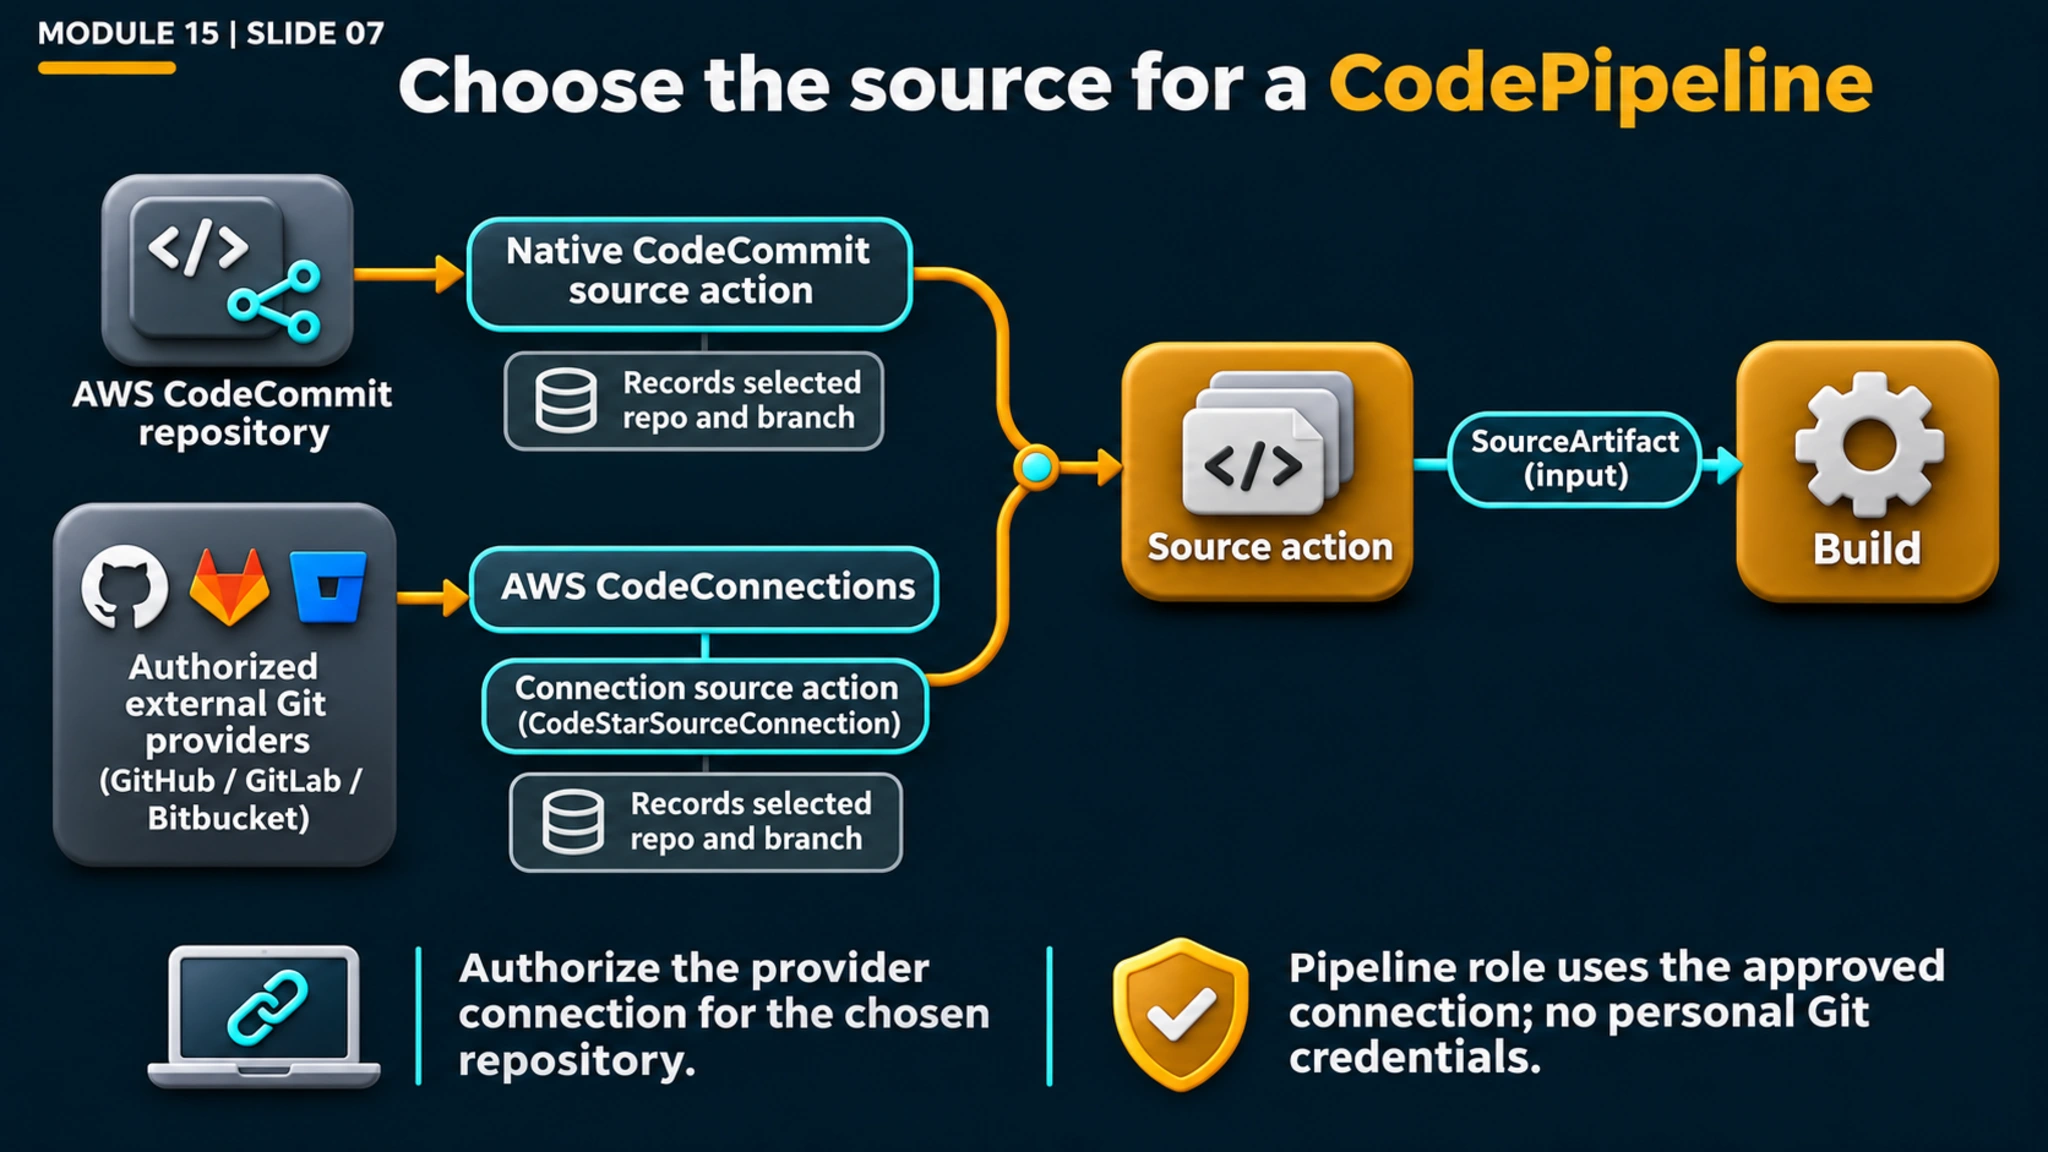 MODULE 15 | SLIDE 07
Choose the source for a CodePipeline
</>
AWS CodeCommit
repository
Native CodeCommit
source action
Records selected
repo and branch
Authorized
external Git
providers
(GitHub / GitLab /
Bitbucket)
AWS CodeConnections
Connection source action
(CodeStarSourceConnection)
Records selected
repo and branch
</>
Source action
SourceArtifact
(input)
Build
Authorize the provider
connection for the chosen
repository.
Pipeline role uses the approved
connection; no personal Git
credentials.